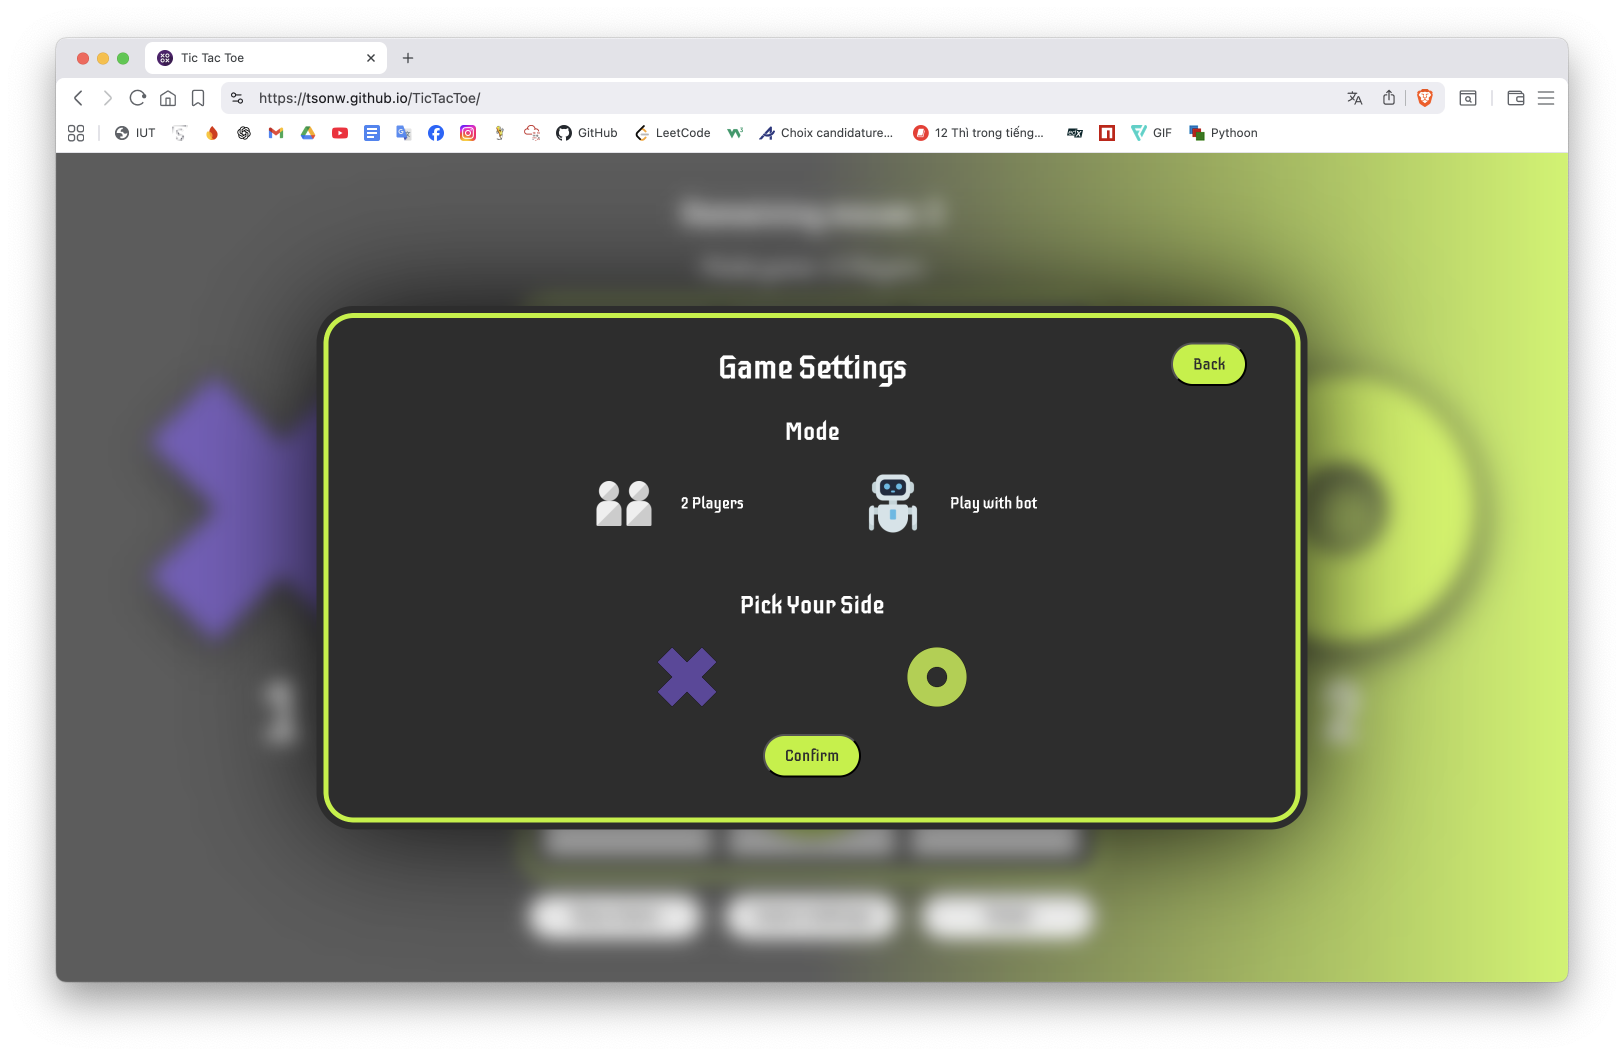 Tic Tac Toe
https://tsonw.github.io/TicTacToe/
IUT
GitHub
LeetCode
Choix candidature...
12 Thì trong tiếng...
GIF
Pythoon
Game Settings
Back
Mode
2 Players
Play with bot
Pick Your Side
Confirm